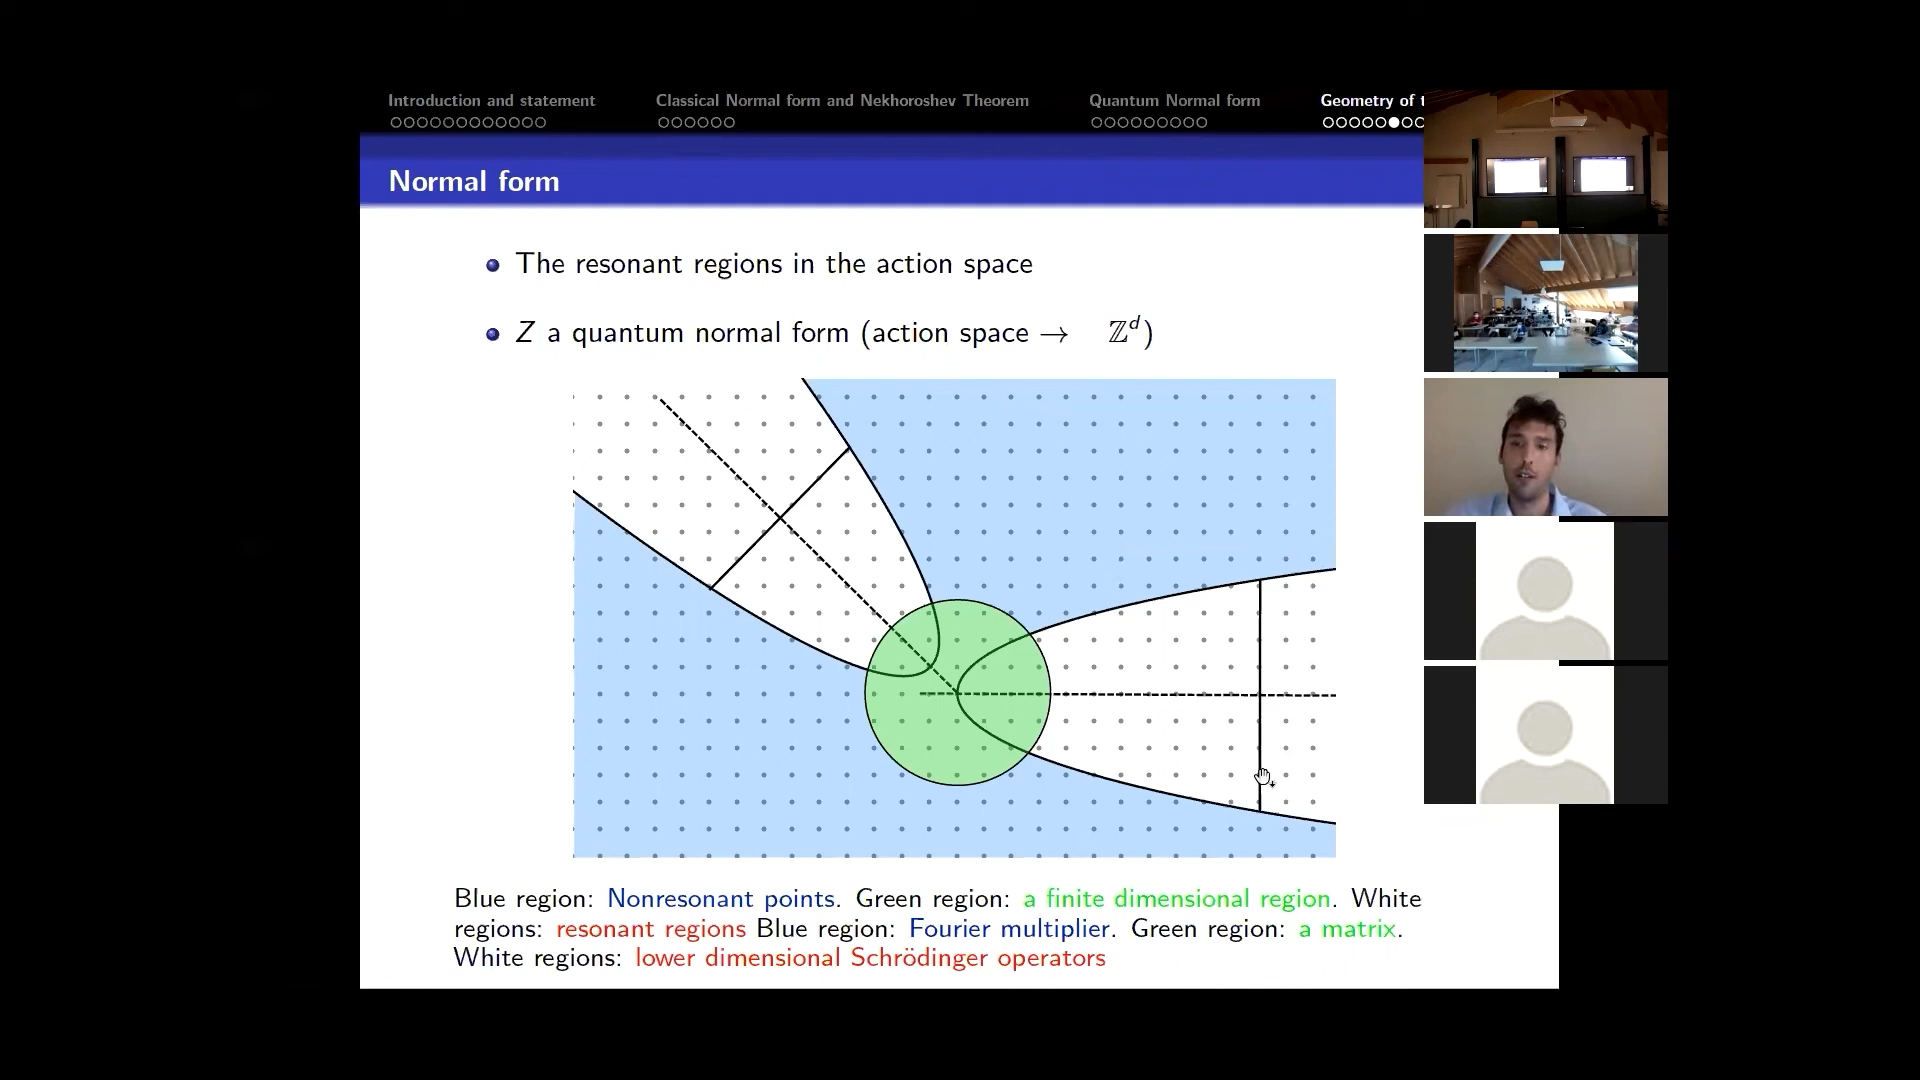 Introduction and statement
Classical Normal form and Nekhoroshev Theorem
Quantum Normal form
Geometry of t
Normal form
The resonant regions in the action space
Z a quantum normal form (action space → ℤᵈ)
Blue region: Nonresonant points. Green region: a finite dimensional region. White
regions: resonant regions Blue region: Fourier multiplier. Green region: a matrix.
White regions: lower dimensional Schrödinger operators